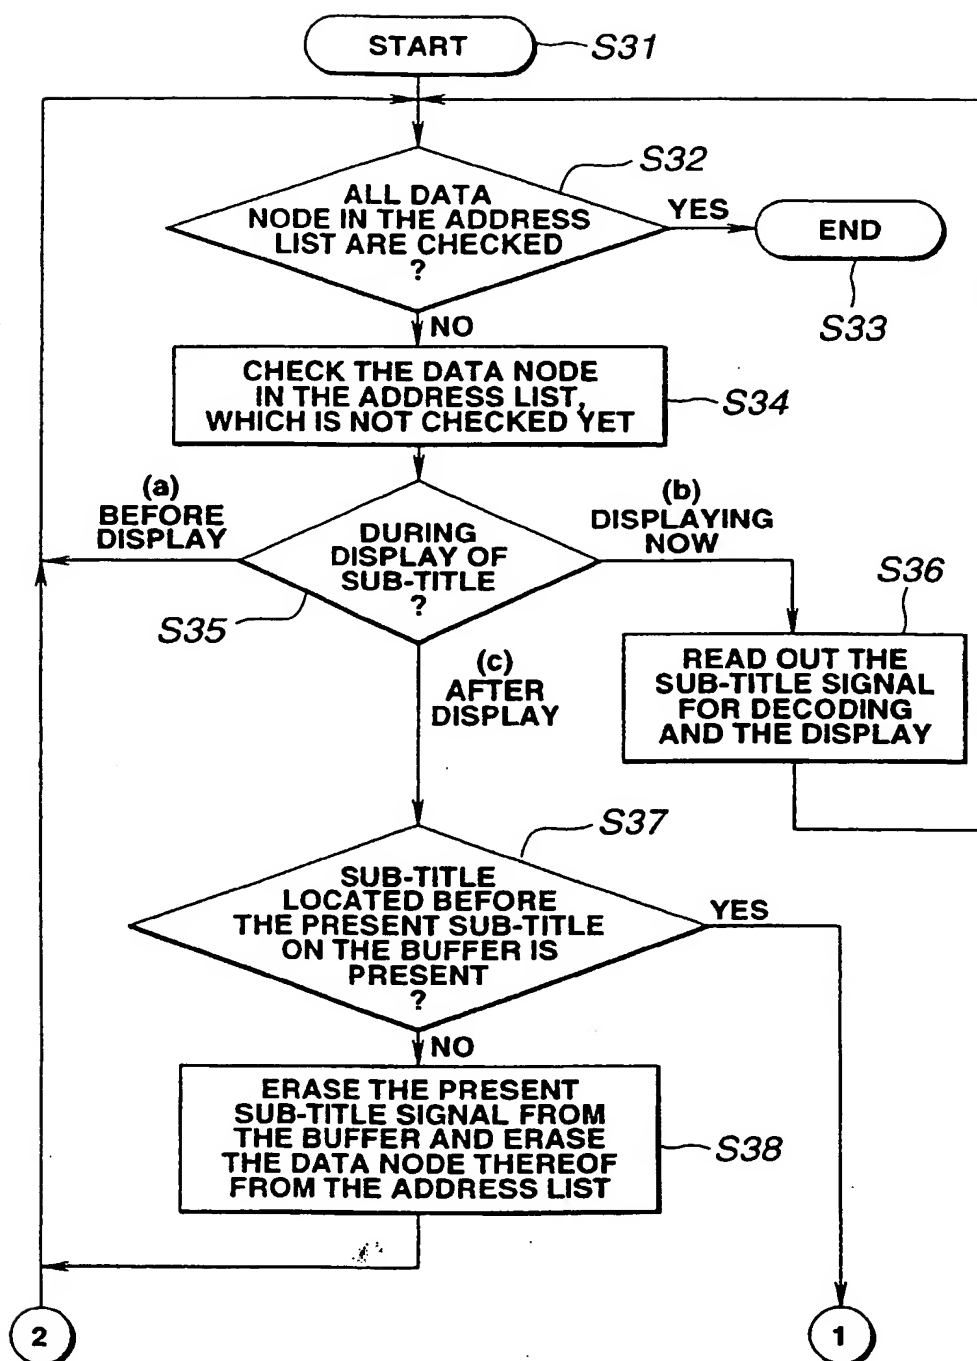 START
S31
S32
ALL DATA
NODE IN THE ADDRESS
LIST ARE CHECKED
?
YES
END
S33
NO
CHECK THE DATA NODE
IN THE ADDRESS LIST,
WHICH IS NOT CHECKED YET
S34
(a)
BEFORE
DISPLAY
DURING
DISPLAY OF
SUB-TITLE
?
S35
(b)
DISPLAYING
NOW
S36
READ OUT THE
SUB-TITLE SIGNAL
FOR DECODING
AND THE DISPLAY
(c)
AFTER
DISPLAY
S37
SUB-TITLE
LOCATED BEFORE
THE PRESENT SUB-TITLE
ON THE BUFFER IS
PRESENT
?
YES
NO
ERASE THE PRESENT
SUB-TITLE SIGNAL FROM
THE BUFFER AND ERASE
THE DATA NODE THEREOF
FROM THE ADDRESS LIST
S38
2
1